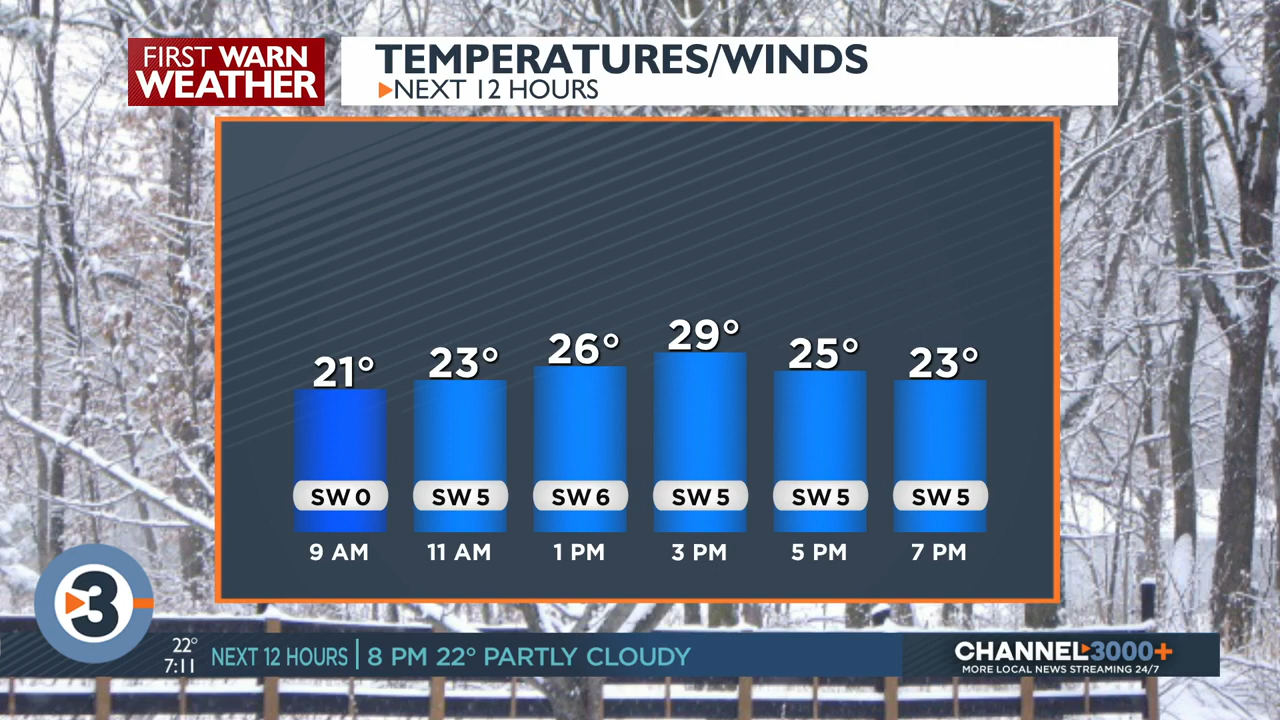 FIRST WARN
WEATHER
TEMPERATURES/WINDS
NEXT 12 HOURS
21° 23° 26° 29° 25° 23°
SW 0 SW 5 SW 6 SW 5 SW 5 SW 5
9 AM 11 AM 1 PM 3 PM 5 PM 7 PM
3
22°
7:11
NEXT 12 HOURS | 8 PM 22° PARTLY CLOUDY
CHANNEL3000+
MORE LOCAL NEWS STREAMING 24/7